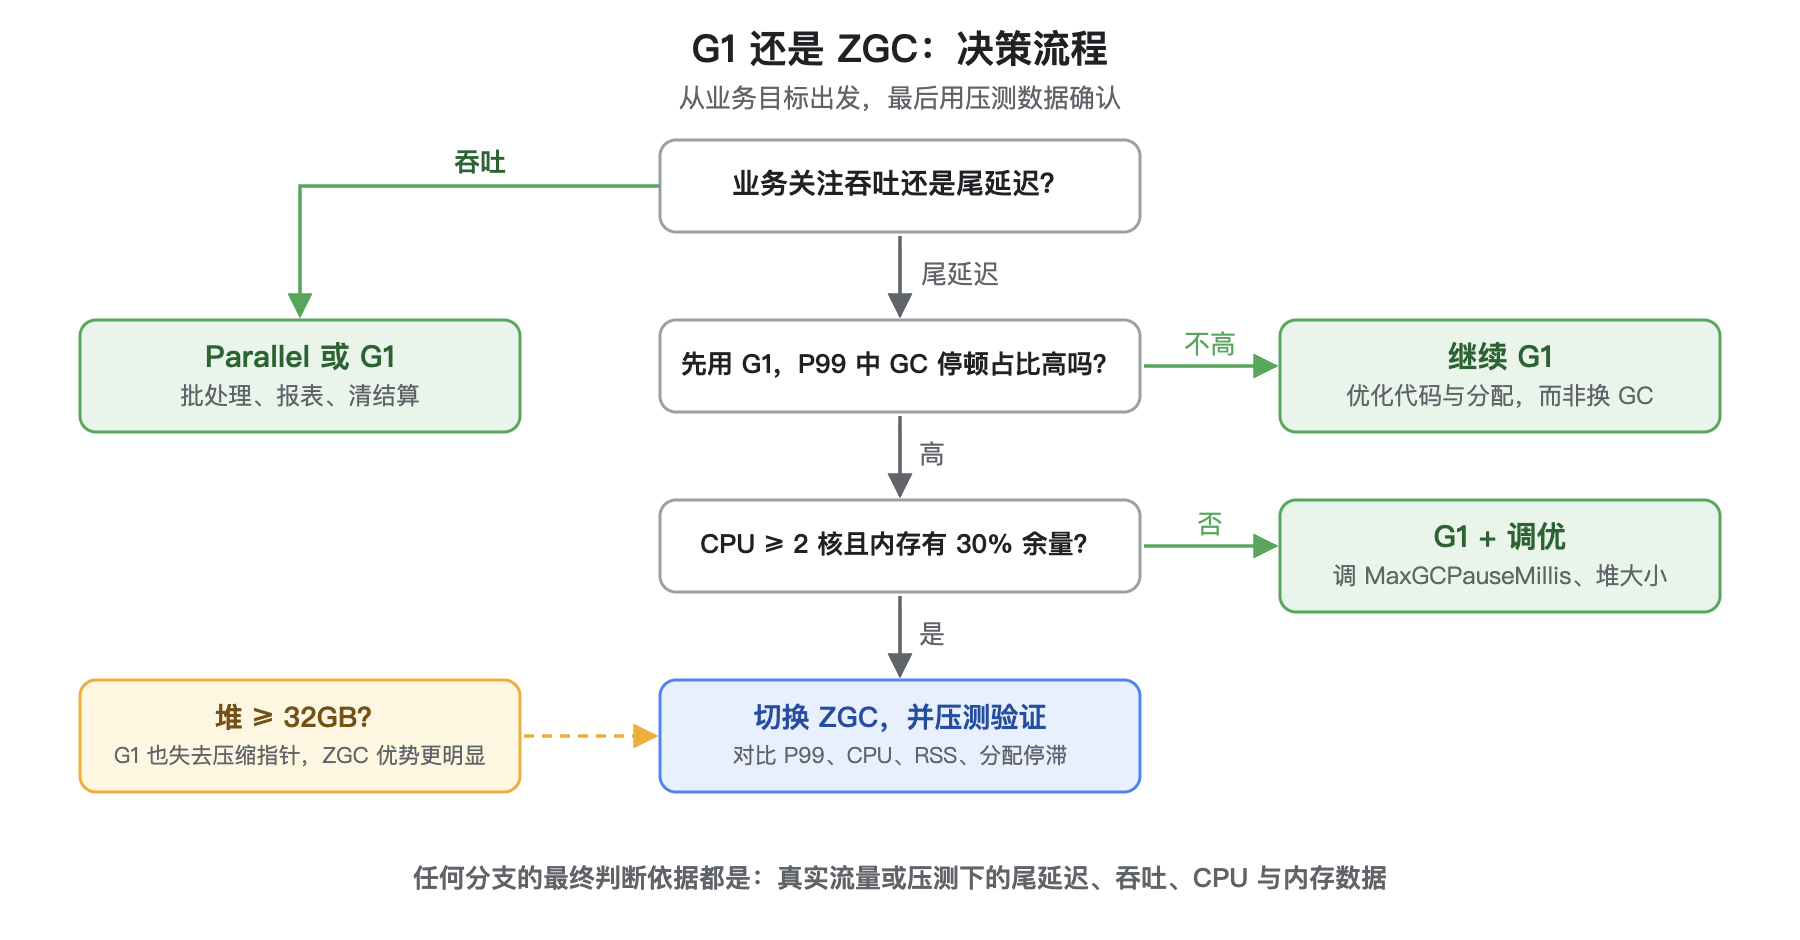 G1 还是 ZGC：决策流程
从业务目标出发，最后用压测数据确认
吞吐
业务关注吞吐还是尾延迟？
尾延迟
Parallel 或 G1
批处理、报表、清结算
先用 G1，P99 中 GC 停顿占比高吗？
不高
继续 G1
优化代码与分配，而非换 GC
高
CPU ≥ 2 核且内存有 30% 余量？
否
G1 + 调优
调 MaxGCPauseMillis、堆大小
是
堆 ≥ 32GB？
G1 也失去压缩指针，ZGC 优势更明显
切换 ZGC，并压测验证
对比 P99、CPU、RSS、分配停滞
任何分支的最终判断依据都是：真实流量或压测下的尾延迟、吞吐、CPU 与内存数据